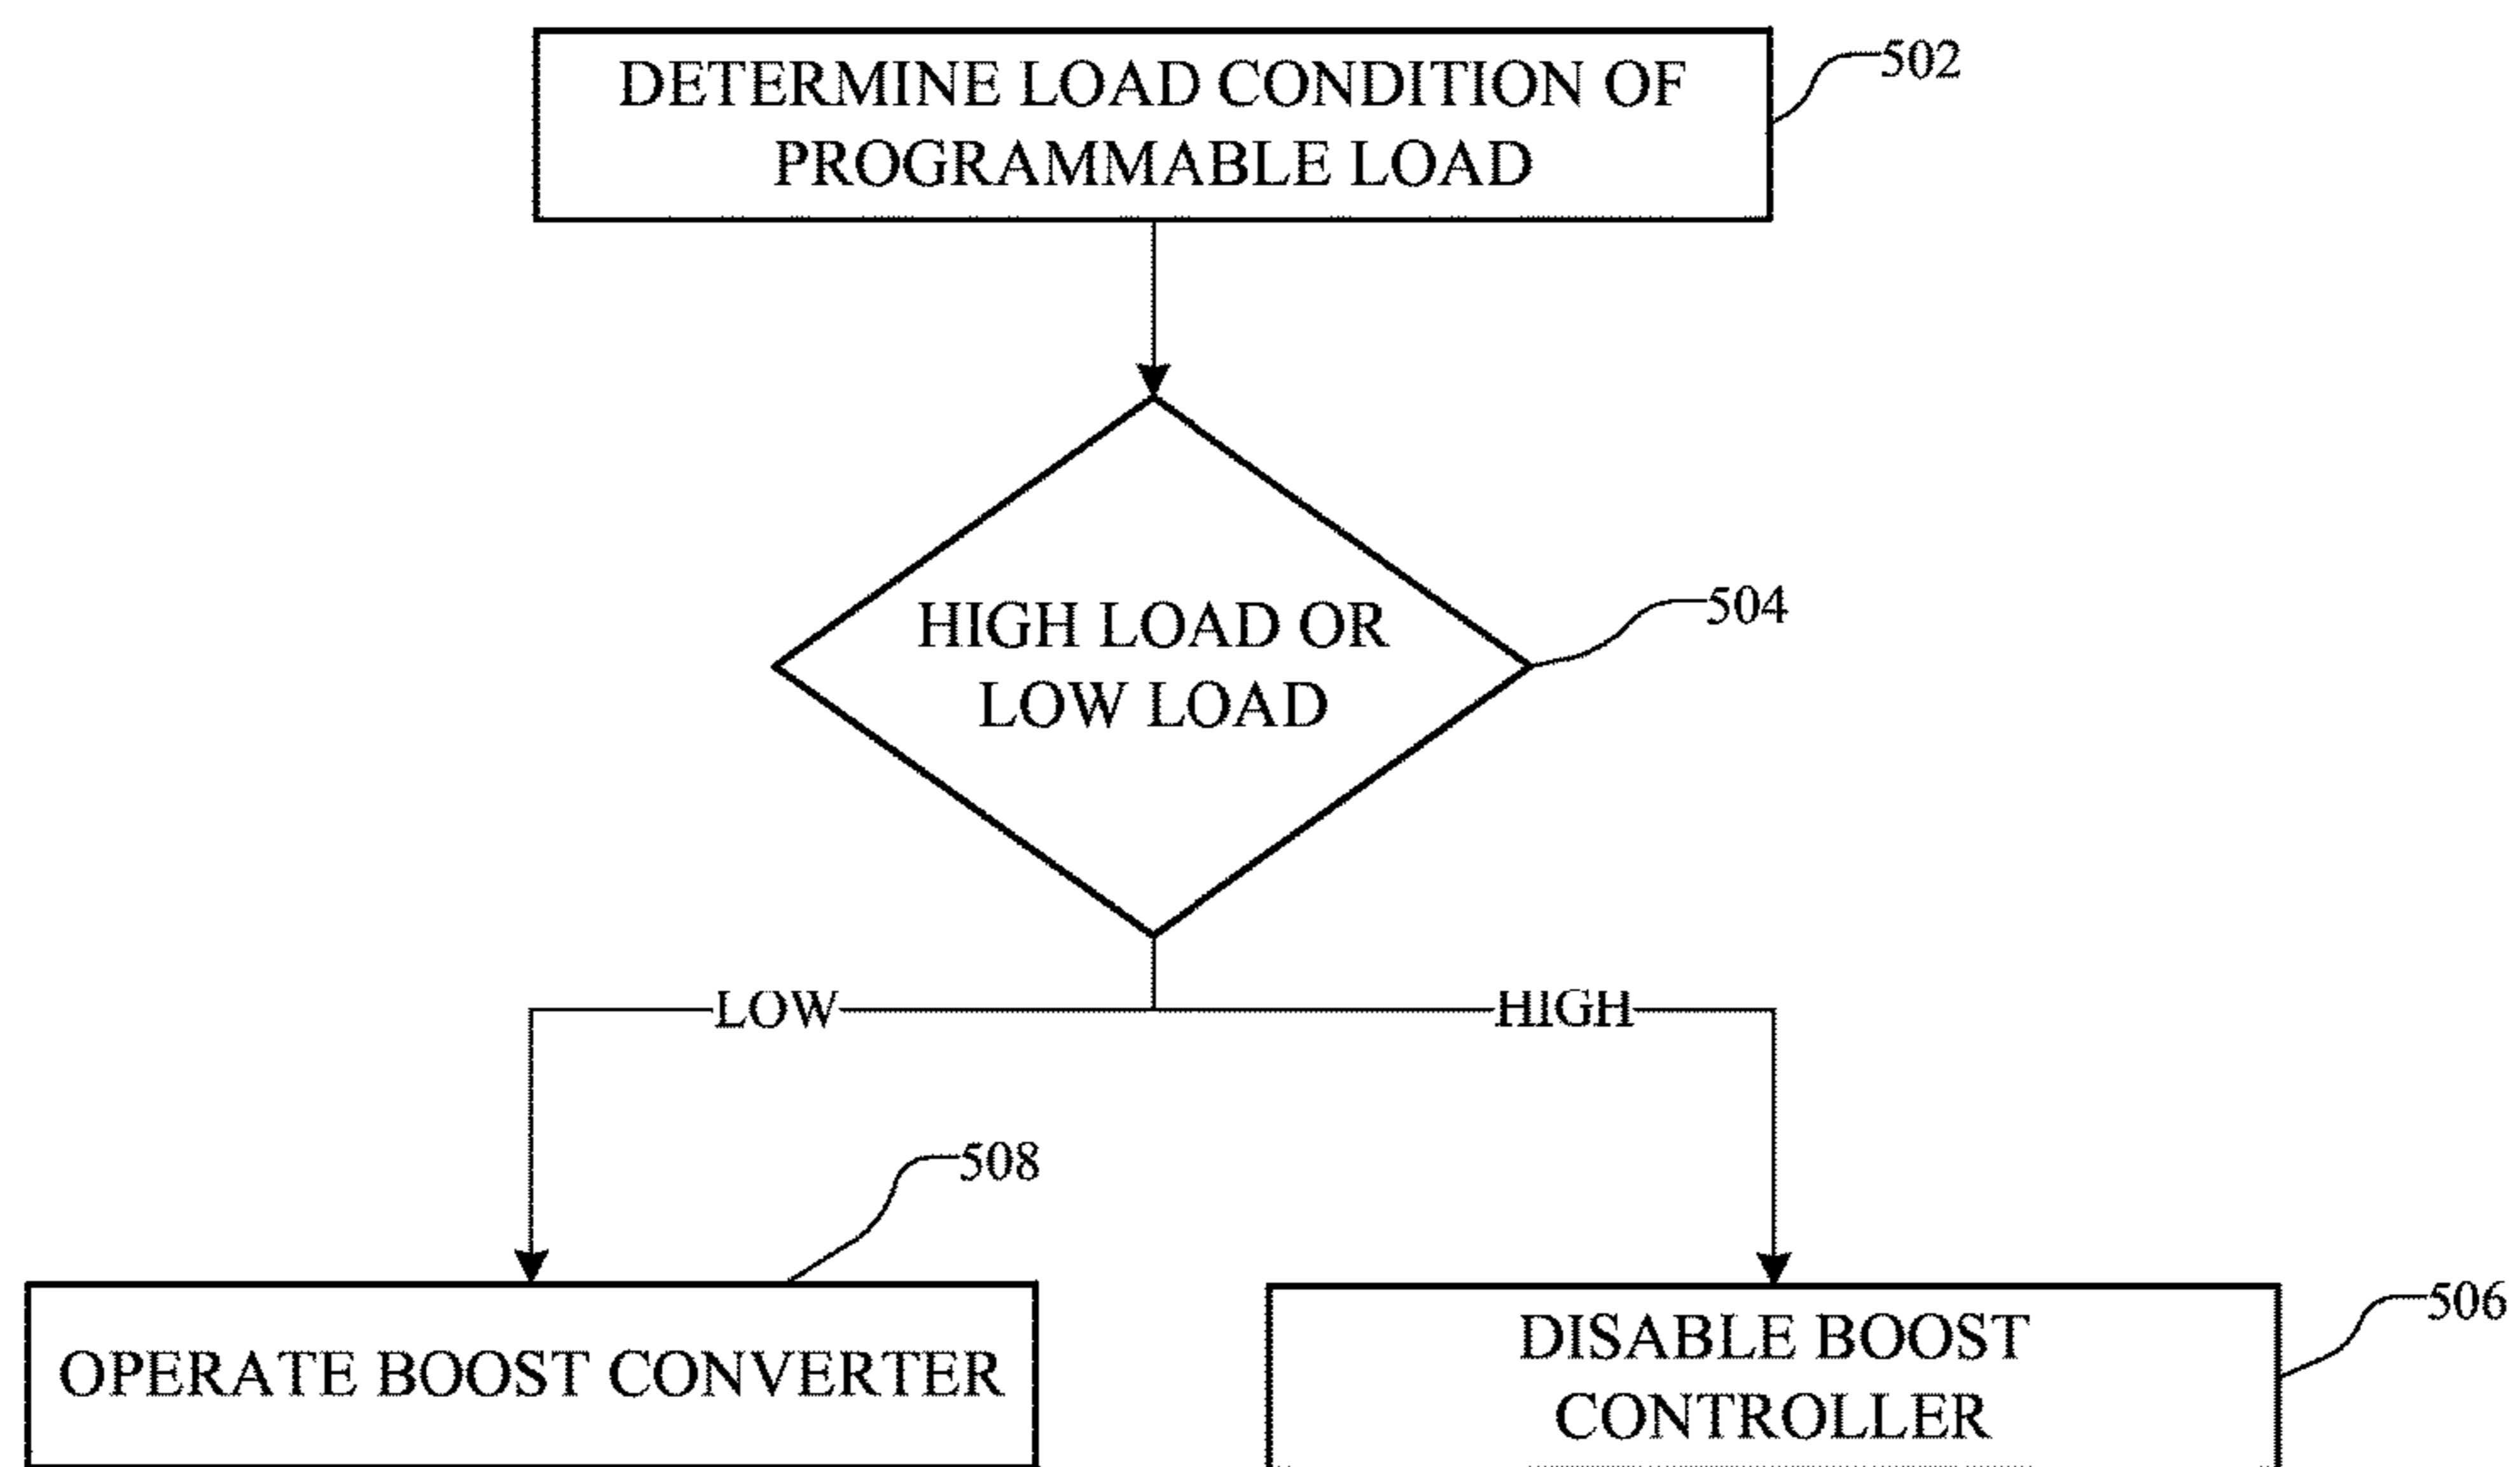 DETERMINE LOAD CONDITION OF
PROGRAMMABLE LOAD
502
HIGH LOAD OR
LOW LOAD
504
LOW
HIGH
508
OPERATE BOOST CONVERTER
DISABLE BOOST
CONTROLLER
506